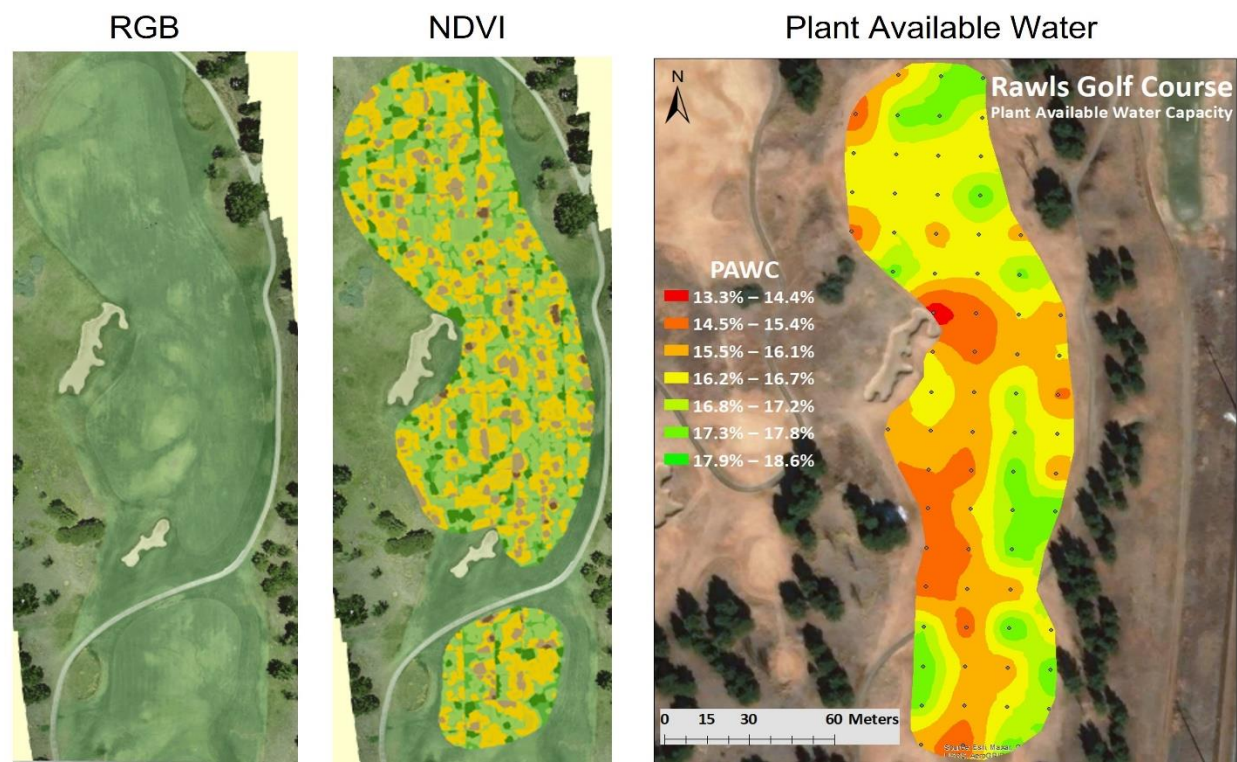 RGB
NDVI
Plant Available Water
N
Rawls Golf Course
Plant Available Water Capacity
PAWC
13.3% – 14.4%
14.5% – 15.4%
15.5% – 16.1%
16.2% – 16.7%
16.8% – 17.2%
17.3% – 17.8%
17.9% – 18.6%
0 15 30 60 Meters
Esri, Maxar,